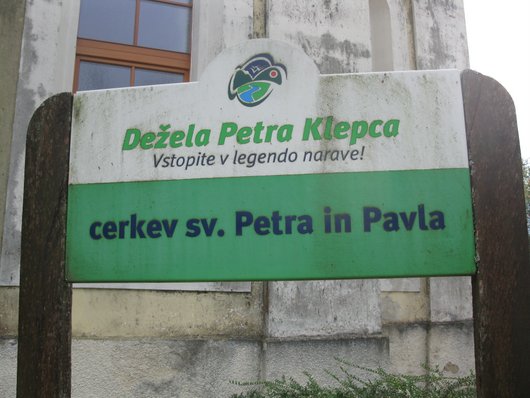 Dežela Petra Klepca
Vstopite v legendo narave!
cerkev sv. Petra in Pavla